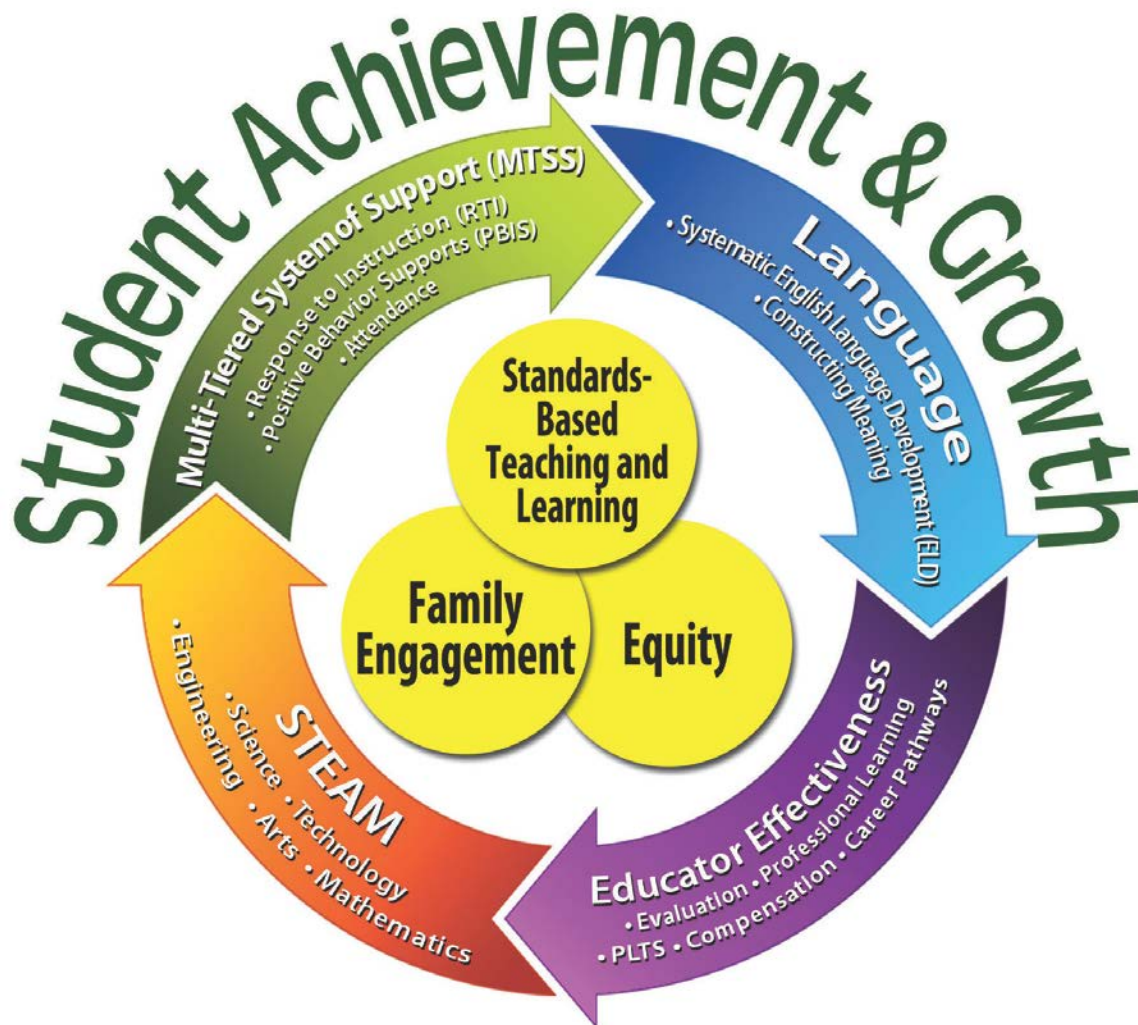 Student Achievement & Growth
Multi-Tiered System of Support (MTSS)
• Response to Instruction (RTI)
• Positive Behavior Supports (PBIS)
• Attendance
Language
• Systematic English Language Development (ELD)
• Constructing Meaning
Educator Effectiveness
• Evaluation • Professional Learning
• PLTS • Compensation • Career Pathways
STEAM
• Science • Technology
• Engineering • Arts • Mathematics
Standards-
Based
Teaching and
Learning
Family
Engagement
Equity